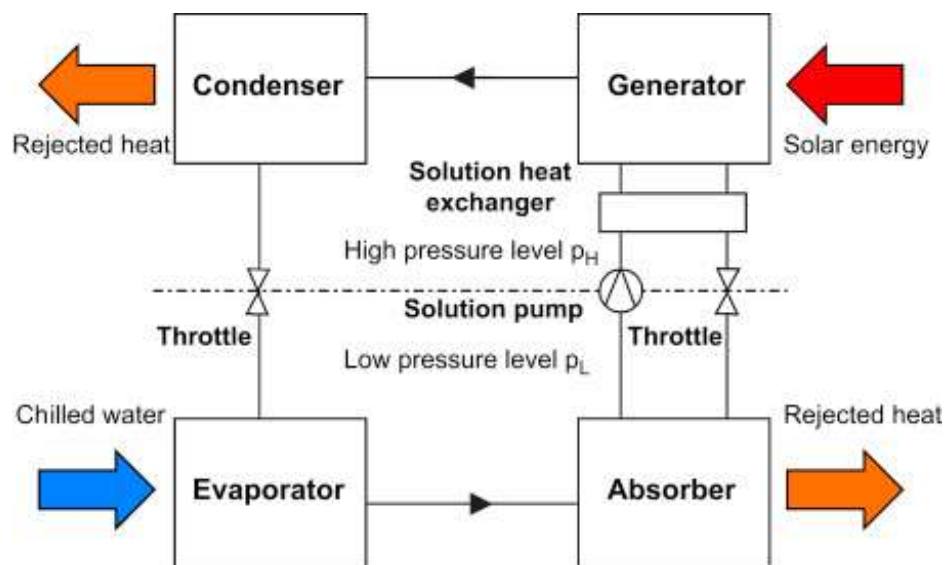 Condenser
Generator
Rejected heat
Solar energy
Solution heat
exchanger
High pressure level pH
Solution pump
Throttle
Throttle
Low pressure level pL
Chilled water
Rejected heat
Evaporator
Absorber